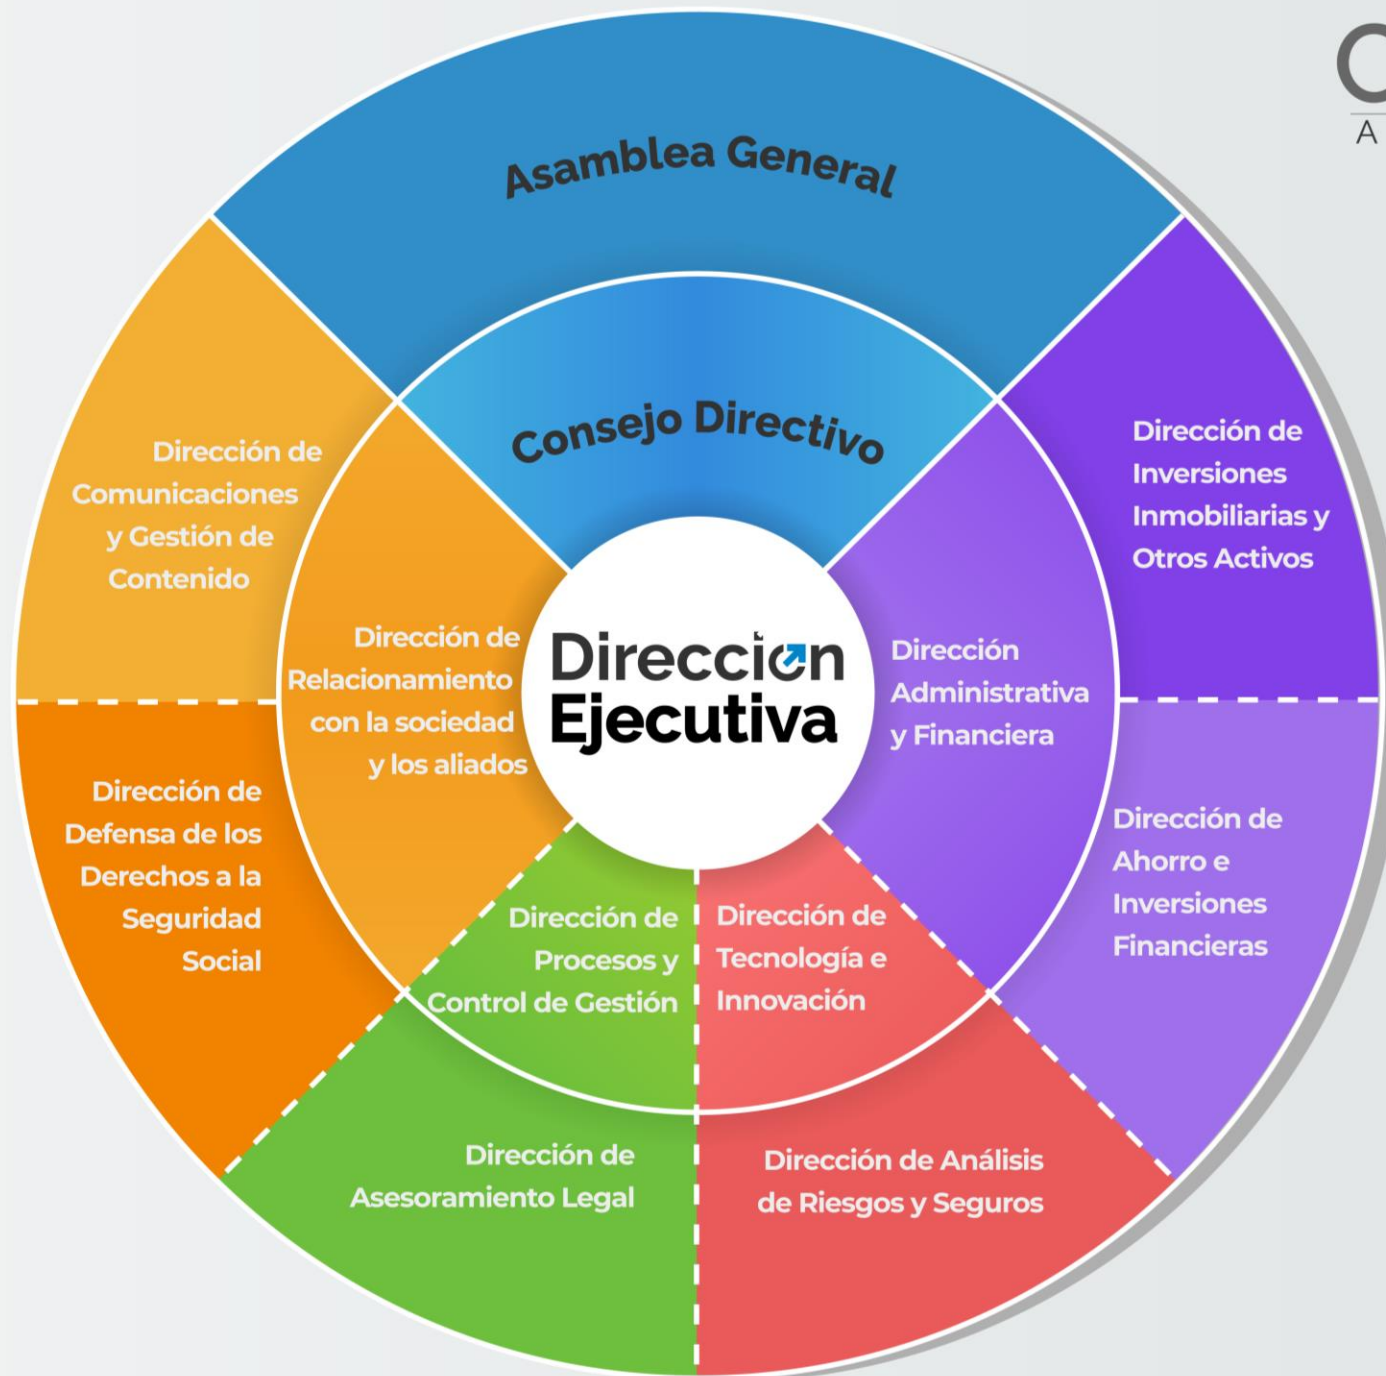 Asamblea General
Consejo Directivo
Dirección de
Comunicaciones
y Gestión de
Contenido
Dirección de
Inversiones
Inmobiliarias y
Otros Activos
Dirección de
Relacionamiento
con la sociedad
y los aliados
Dirección
Ejecutiva
Dirección
Administrativa
y Financiera
Dirección de
Defensa de los
Derechos a la
Seguridad
Social
Dirección de
Ahorro e
Inversiones
Financieras
Dirección de
Procesos y
Control de Gestión
Dirección de
Tecnología e
Innovación
Dirección de
Asesoramiento Legal
Dirección de Análisis
de Riesgos y Seguros